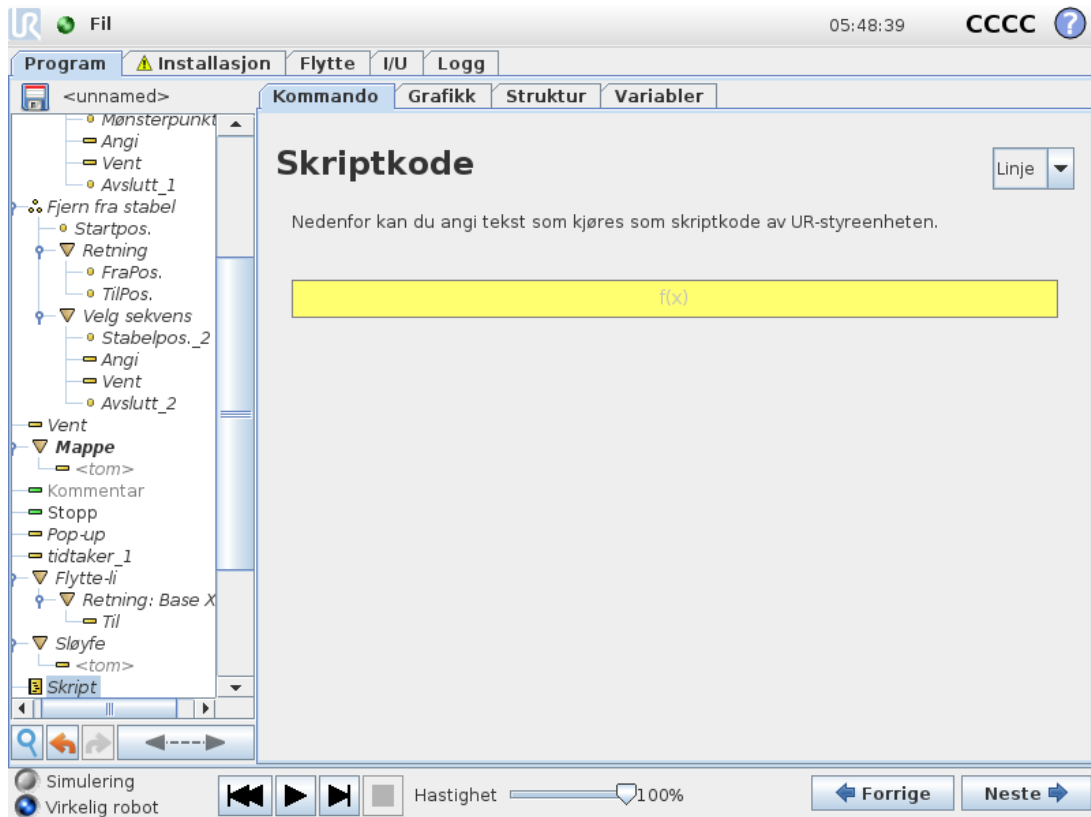 Fil
05:48:39
CCCC
?
Program
Installasjon
Flytte
I/U
Logg
<unnamed>
Kommando
Grafikk
Struktur
Variabler
Mønsterpunkt
Angi
Vent
Avslutt_1
Fjern fra stabel
Startpos.
Retning
FraPos.
TilPos.
Velg sekvens
Stabelpos._2
Angi
Vent
Avslutt_2
Vent
Mappe
<tom>
Kommentar
Stopp
Pop-up
tidtaker_1
Flytte-li
Retning: Base X
Til
Sløyfe
<tom>
Skript
Skriptkode
Linje
Nedenfor kan du angi tekst som kjøres som skriptkode av UR-styreenheten.
f(x)
Simulering
Virkelig robot
Hastighet
100%
Forrige
Neste